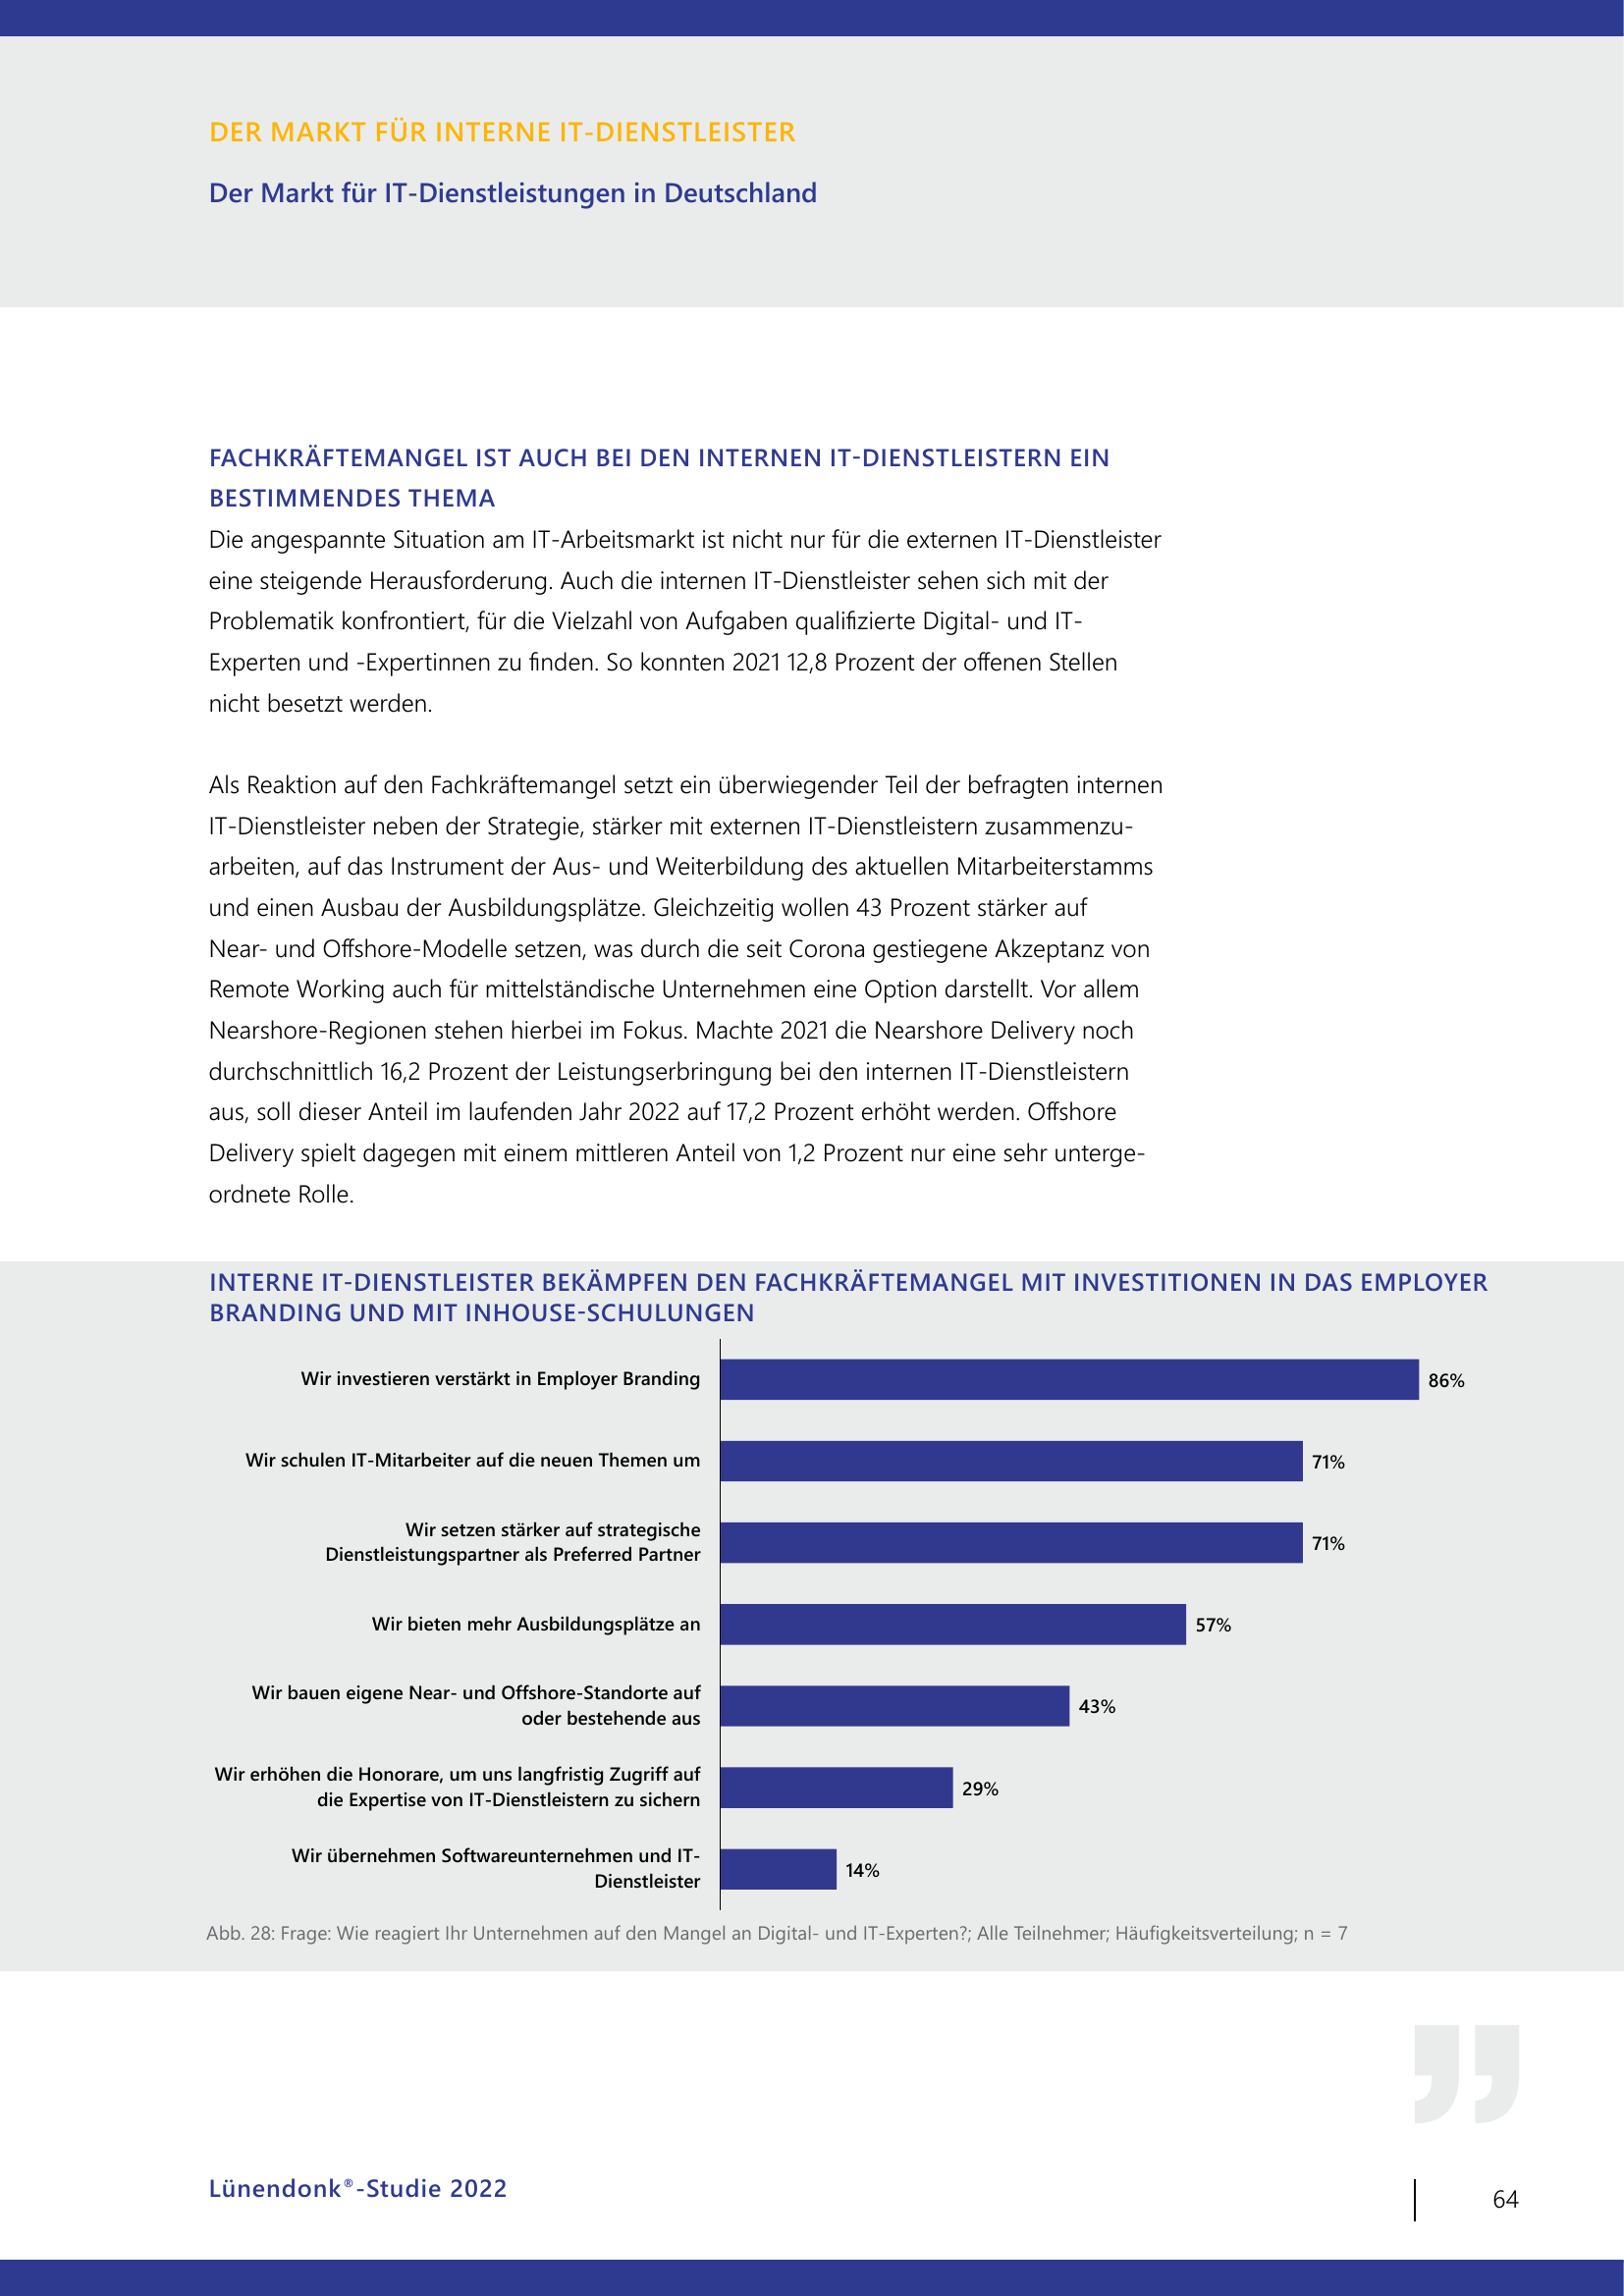 DER MARKT FÜR INTERNE IT-DIENSTLEISTER
Der Markt für IT-Dienstleistungen in Deutschland
FACHKRÄFTEMANGEL IST AUCH BEI DEN INTERNEN IT-DIENSTLEISTERN EIN
BESTIMMENDES THEMA
Die angespannte Situation am IT-Arbeitsmarkt ist nicht nur für die externen IT-Dienstleister
eine steigende Herausforderung. Auch die internen IT-Dienstleister sehen sich mit der
Problematik konfrontiert, für die Vielzahl von Aufgaben qualifizierte Digital- und IT-
Experten und -Expertinnen zu finden. So konnten 2021 12,8 Prozent der offenen Stellen
nicht besetzt werden.
Als Reaktion auf den Fachkräftemangel setzt ein überwiegender Teil der befragten internen
IT-Dienstleister neben der Strategie, stärker mit externen IT-Dienstleistern zusammenzu-
arbeiten, auf das Instrument der Aus- und Weiterbildung des aktuellen Mitarbeiterstamms
und einen Ausbau der Ausbildungsplätze. Gleichzeitig wollen 43 Prozent stärker auf
Near- und Offshore-Modelle setzen, was durch die seit Corona gestiegene Akzeptanz von
Remote Working auch für mittelständische Unternehmen eine Option darstellt. Vor allem
Nearshore-Regionen stehen hierbei im Fokus. Machte 2021 die Nearshore Delivery noch
durchschnittlich 16,2 Prozent der Leistungserbringung bei den internen IT-Dienstleistern
aus, soll dieser Anteil im laufenden Jahr 2022 auf 17,2 Prozent erhöht werden. Offshore
Delivery spielt dagegen mit einem mittleren Anteil von 1,2 Prozent nur eine sehr unterge-
ordnete Rolle.
INTERNE IT-DIENSTLEISTER BEKÄMPFEN DEN FACHKRÄFTEMANGEL MIT INVESTITIONEN IN DAS EMPLOYER
BRANDING UND MIT INHOUSE-SCHULUNGEN
Wir investieren verstärkt in Employer Branding 86%
Wir schulen IT-Mitarbeiter auf die neuen Themen um 71%
Wir setzen stärker auf strategische
Dienstleistungspartner als Preferred Partner 71%
Wir bieten mehr Ausbildungsplätze an 57%
Wir bauen eigene Near- und Offshore-Standorte auf
oder bestehende aus 43%
Wir erhöhen die Honorare, um uns langfristig Zugriff auf
die Expertise von IT-Dienstleistern zu sichern 29%
Wir übernehmen Softwareunternehmen und IT-
Dienstleister 14%
Abb. 28: Frage: Wie reagiert Ihr Unternehmen auf den Mangel an Digital- und IT-Experten?; Alle Teilnehmer; Häufigkeitsverteilung; n = 7
Lünendonk®-Studie 2022
64